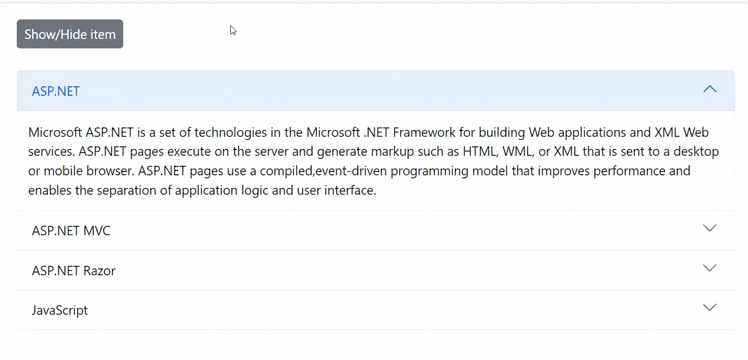 Show/Hide item
ASP.NET
Microsoft ASP.NET is a set of technologies in the Microsoft .NET Framework for building Web applications and XML Web
services. ASP.NET pages execute on the server and generate markup such as HTML, WML, or XML that is sent to a desktop
or mobile browser. ASP.NET pages use a compiled,event-driven programming model that improves performance and
enables the separation of application logic and user interface.
ASP.NET MVC
ASP.NET Razor
JavaScript